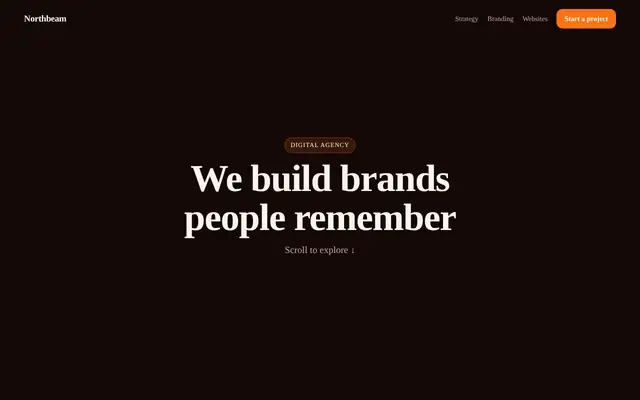 Northbeam
Strategy Branding Websites Start a project
DIGITAL AGENCY
We build brands
people remember
Scroll to explore ↓